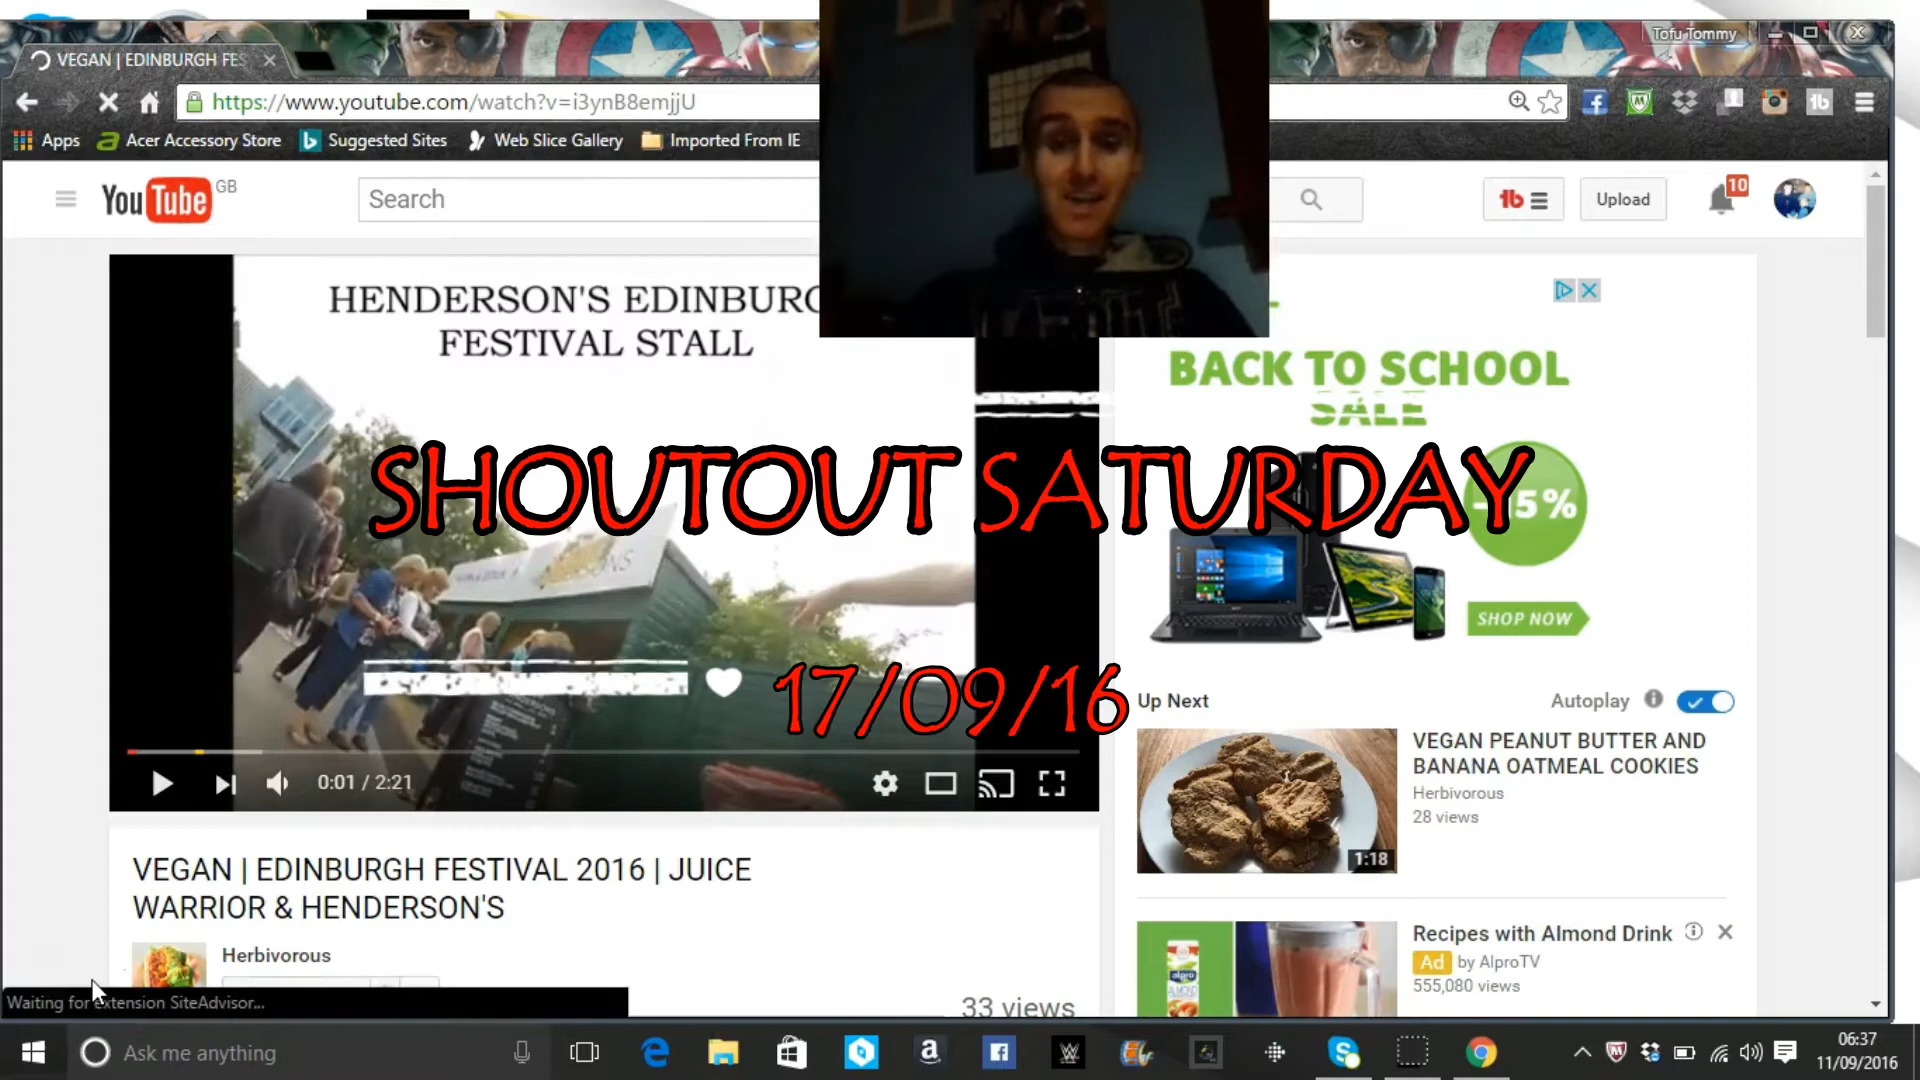 Tofu Tommy
VEGAN | EDINBURGH FES
https://www.youtube.com/watch?v=i3ynB8emjjU
Apps
Acer Accessory Store
Suggested Sites
Web Slice Gallery
Imported From IE
YouTube GB
Search
Upload
10
HENDERSON'S EDINBURG
FESTIVAL STALL
BACK TO SCHOOL
SALE
SHOP NOW
SHOUTOUT SATURDAY
17/09/16
0:01 / 2:21
Up Next
Autoplay
VEGAN PEANUT BUTTER AND
BANANA OATMEAL COOKIES
Herbivorous
28 views
1:18
VEGAN | EDINBURGH FESTIVAL 2016 | JUICE
WARRIOR & HENDERSON'S
Herbivorous
33 views
Recipes with Almond Drink
Ad by AlproTV
555,080 views
alpro
Waiting for extension SiteAdvisor...
Ask me anything
06:37
11/09/2016